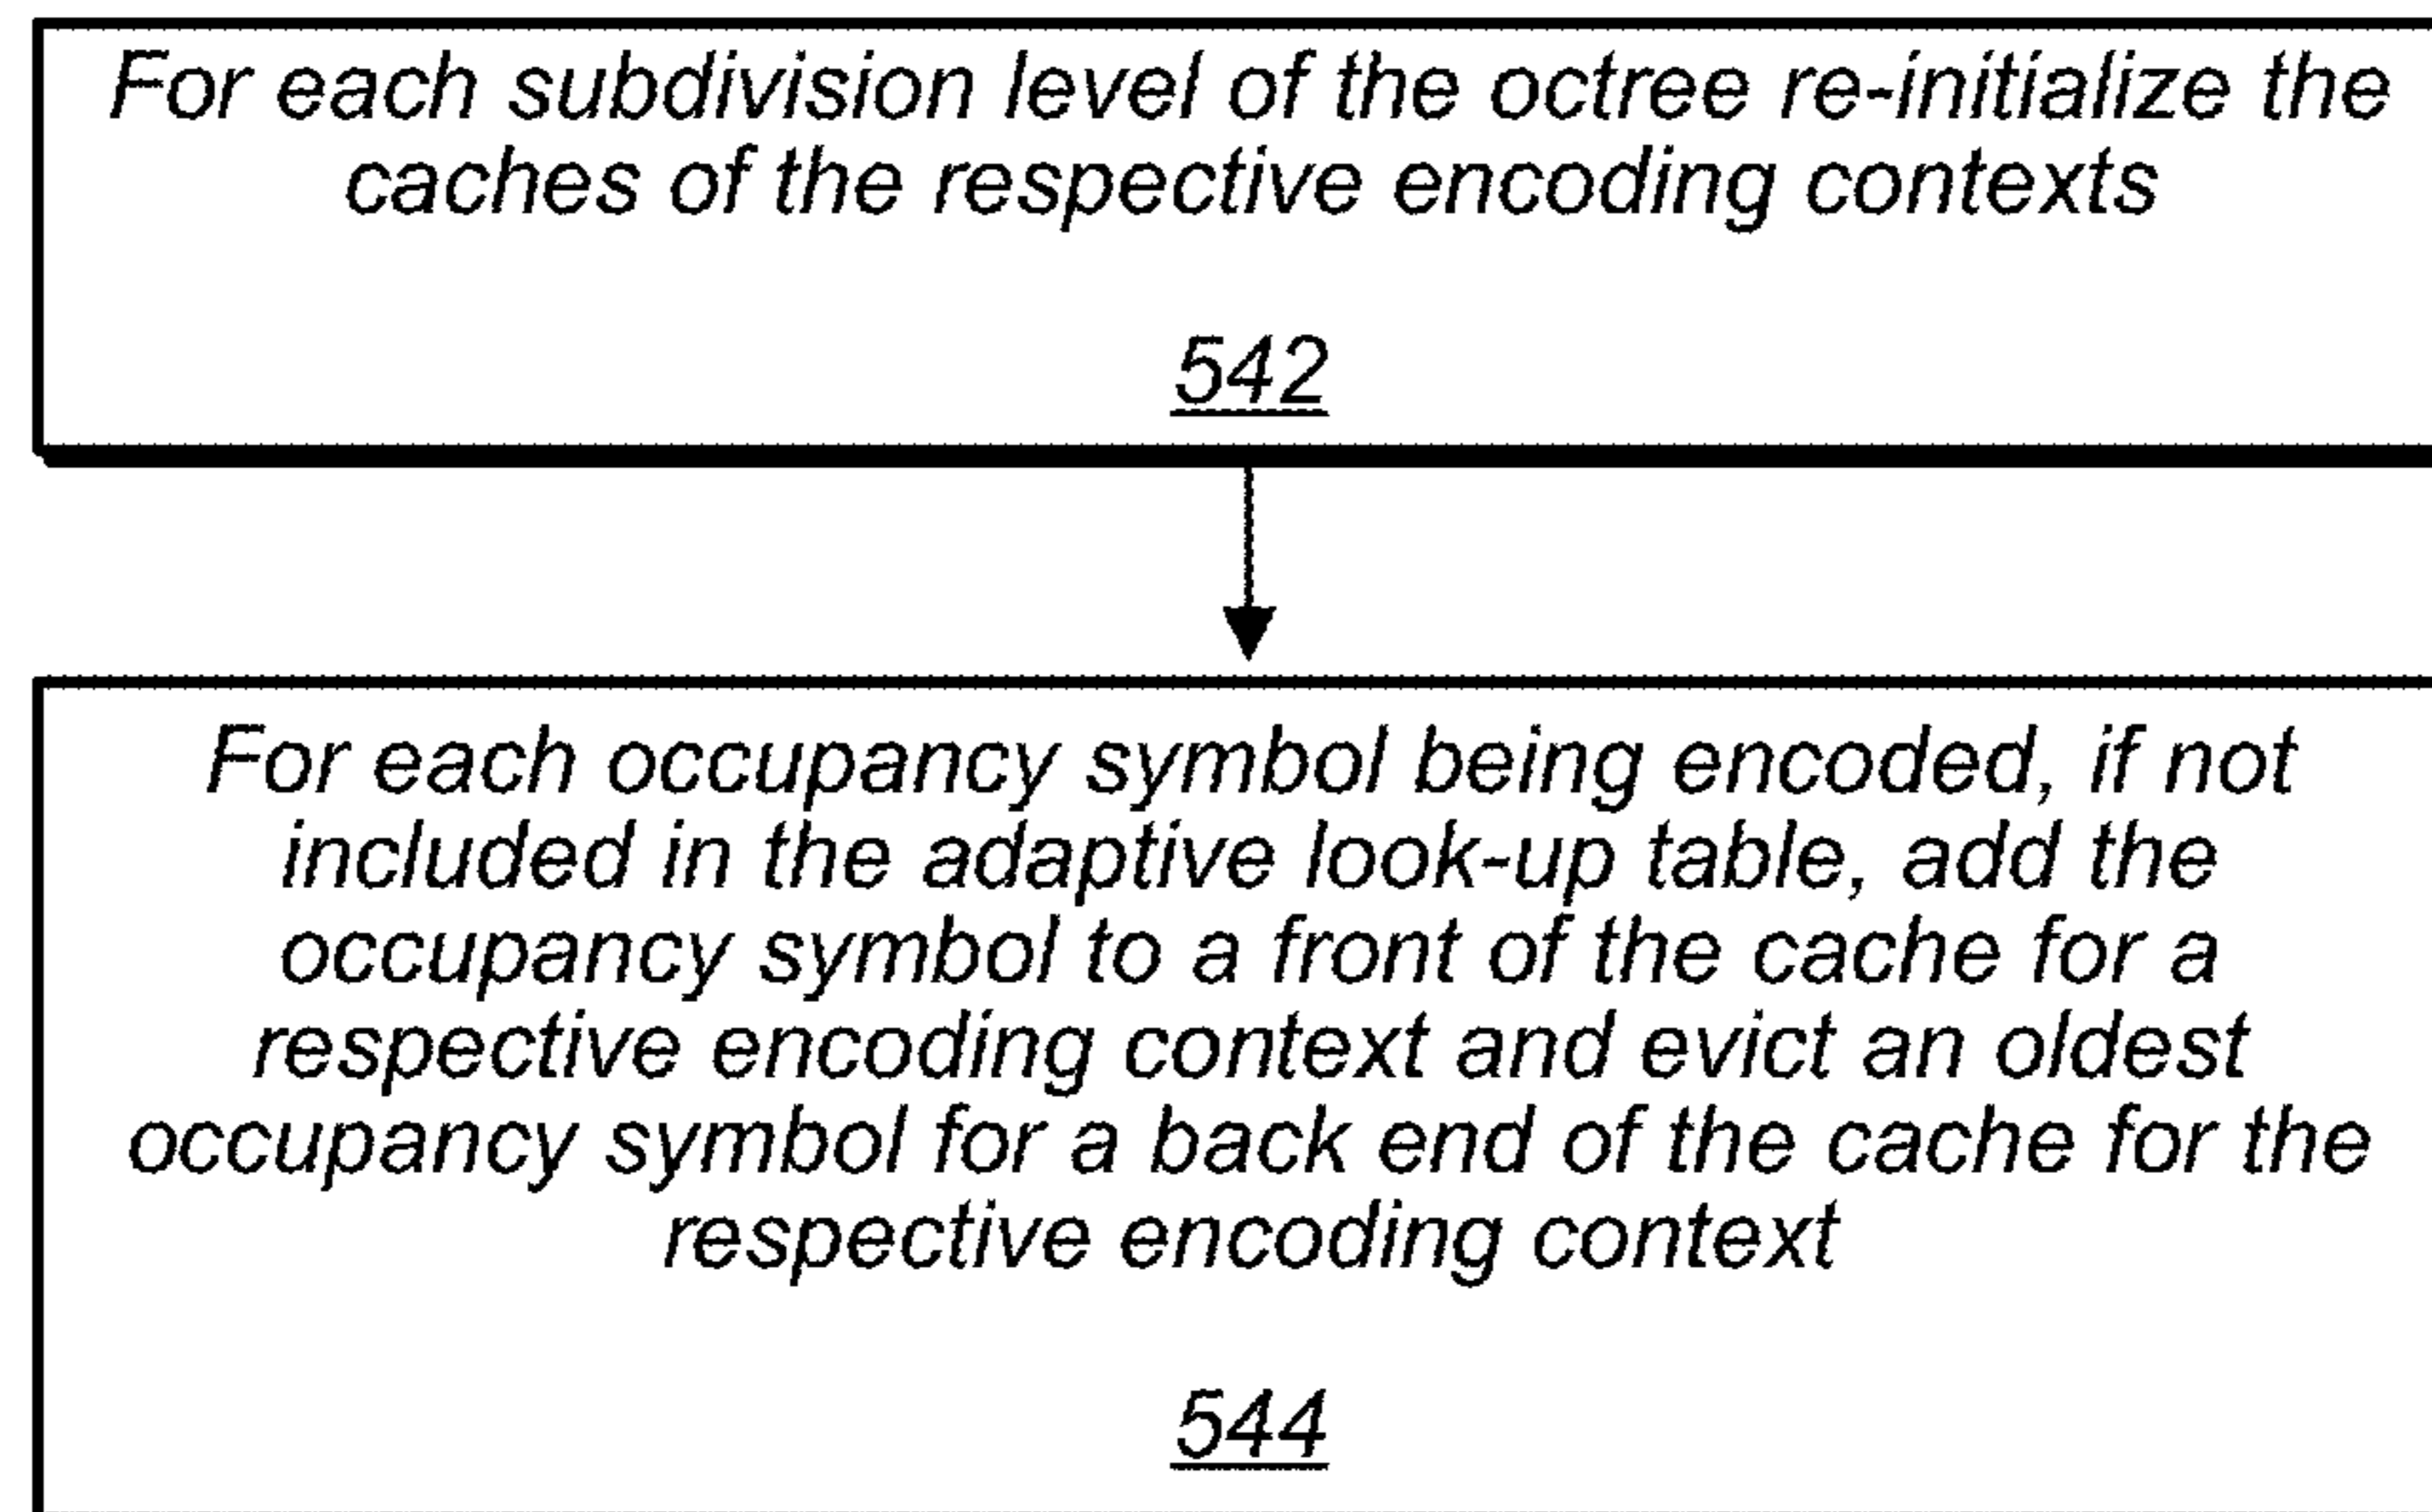 For each subdivision level of the octree re-initialize the
caches of the respective encoding contexts
542
For each occupancy symbol being encoded, if not
included in the adaptive look-up table, add the
occupancy symbol to a front of the cache for a
respective encoding context and evict an oldest
occupancy symbol for a back end of the cache for the
respective encoding context
544